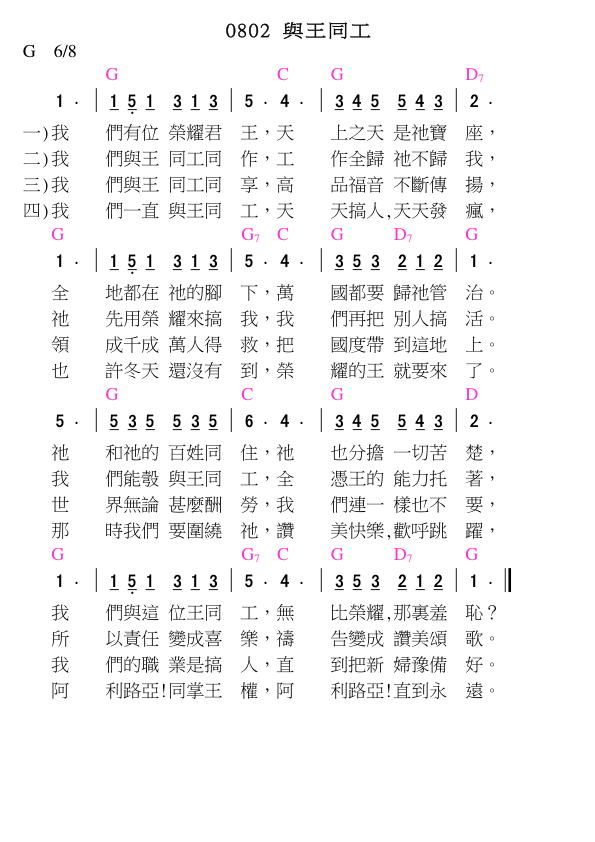 0802 與王同工
G 6/8
G C G D7
1 · | 1 5̣ 1 3 1 3 | 5 · 4 · | 3 4 5 5 4 3 | 2 ·
一)我 們有位 榮耀君 王，天 上之天 是祂寶 座，
二)我 們與王 同工同 作，工 作全歸 祂不歸 我，
三)我 們與王 同工同 享，高 品福音 不斷傳 揚，
四)我 們一直 與王同 工，天 天搞人,天天發 瘋，
G G7 C G D7 G
1 · | 1 5̣ 1 3 1 3 | 5 · 4 · | 3 5 3 2 1 2 | 1 ·
全 地都在 祂的腳 下，萬 國都要 歸祂管 治。
祂 先用榮 耀來搞 我，我 們再把 別人搞 活。
領 成千成 萬人得 救，把 國度帶 到這地 上。
也 許冬天 還沒有 到，榮 耀的王 就要來 了。
G C G D
5 · | 5 3 5 5 3 5 | 6 · 4 · | 3 4 5 5 4 3 | 2 ·
祂 和祂的 百姓同 住，祂 也分擔 一切苦 楚，
我 們能彀 與王同 工，全 憑王的 能力托 著，
世 界無論 甚麼酬 勞，我 們連一 樣也不 要，
那 時我們 要圍繞 祂，讚 美快樂,歡呼跳 躍，
G G7 C G D7 G
1 · | 1 5̣ 1 3 1 3 | 5 · 4 · | 3 5 3 2 1 2 | 1 · ‖
我 們與這 位王同 工，無 比榮耀,那裏羞 恥？
所 以責任 變成喜 樂，禱 告變成 讚美頌 歌。
我 們的職 業是搞 人，直 到把新 婦豫備 好。
阿 利路亞!同掌王 權，阿 利路亞!直到永 遠。